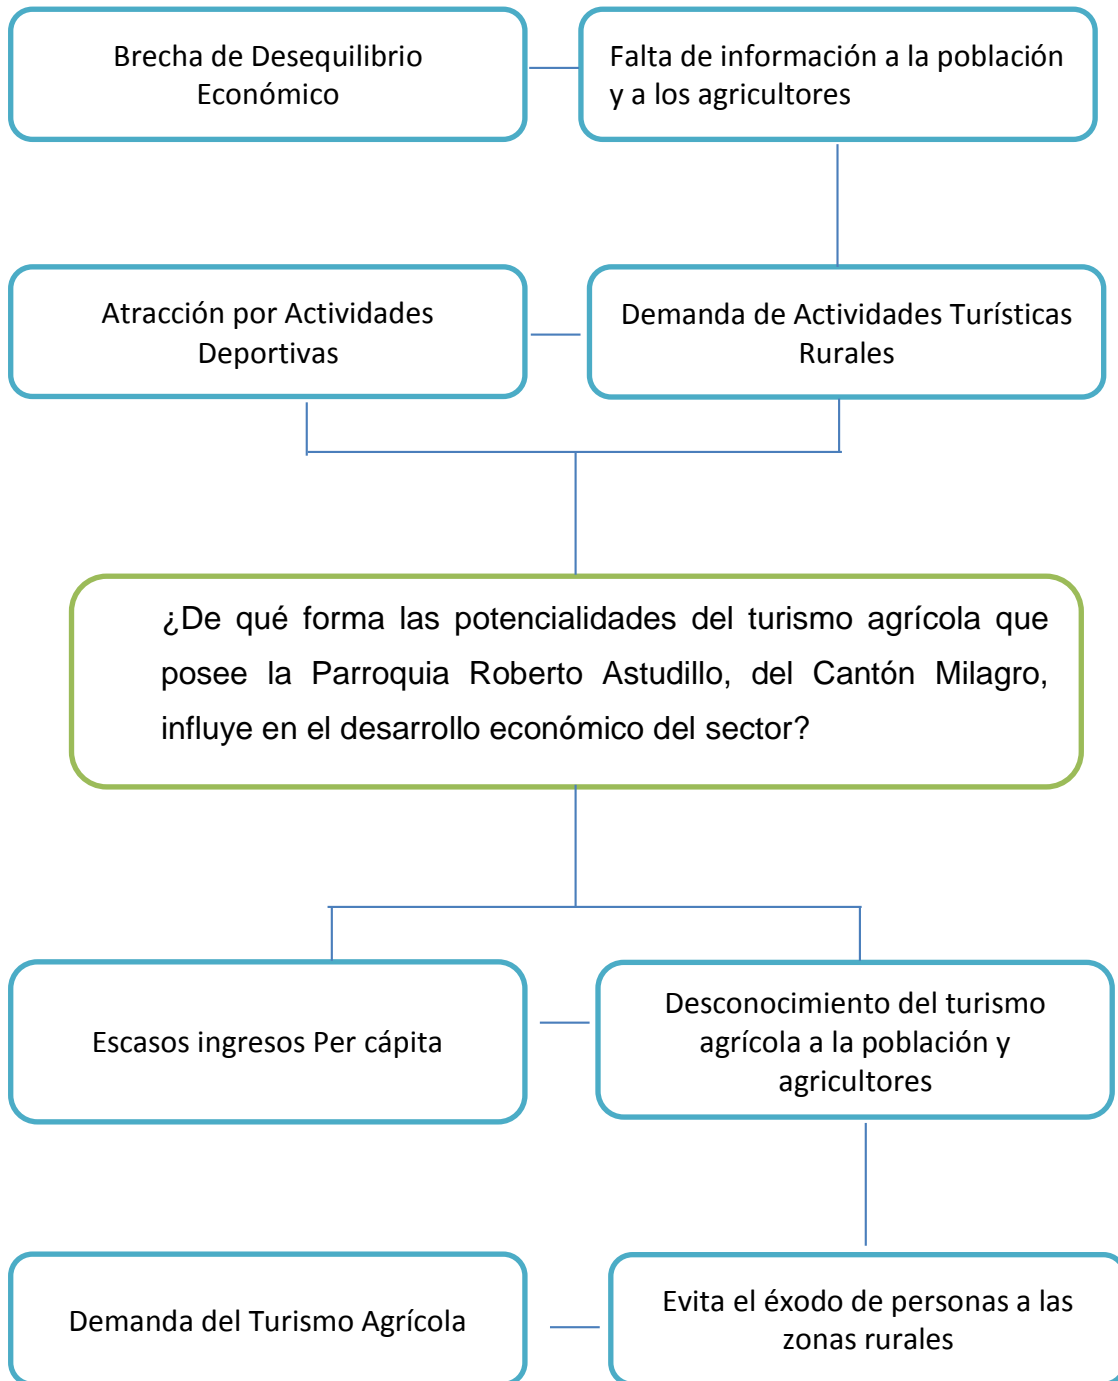 Brecha de Desequilibrio
Económico
Falta de información a la población
y a los agricultores
Atracción por Actividades
Deportivas
Demanda de Actividades Turísticas
Rurales
¿De qué forma las potencialidades del turismo agrícola que
posee la Parroquia Roberto Astudillo, del Cantón Milagro,
influye en el desarrollo económico del sector?
Escasos ingresos Per cápita
Desconocimiento del turismo
agrícola a la población y
agricultores
Demanda del Turismo Agrícola
Evita el éxodo de personas a las
zonas rurales